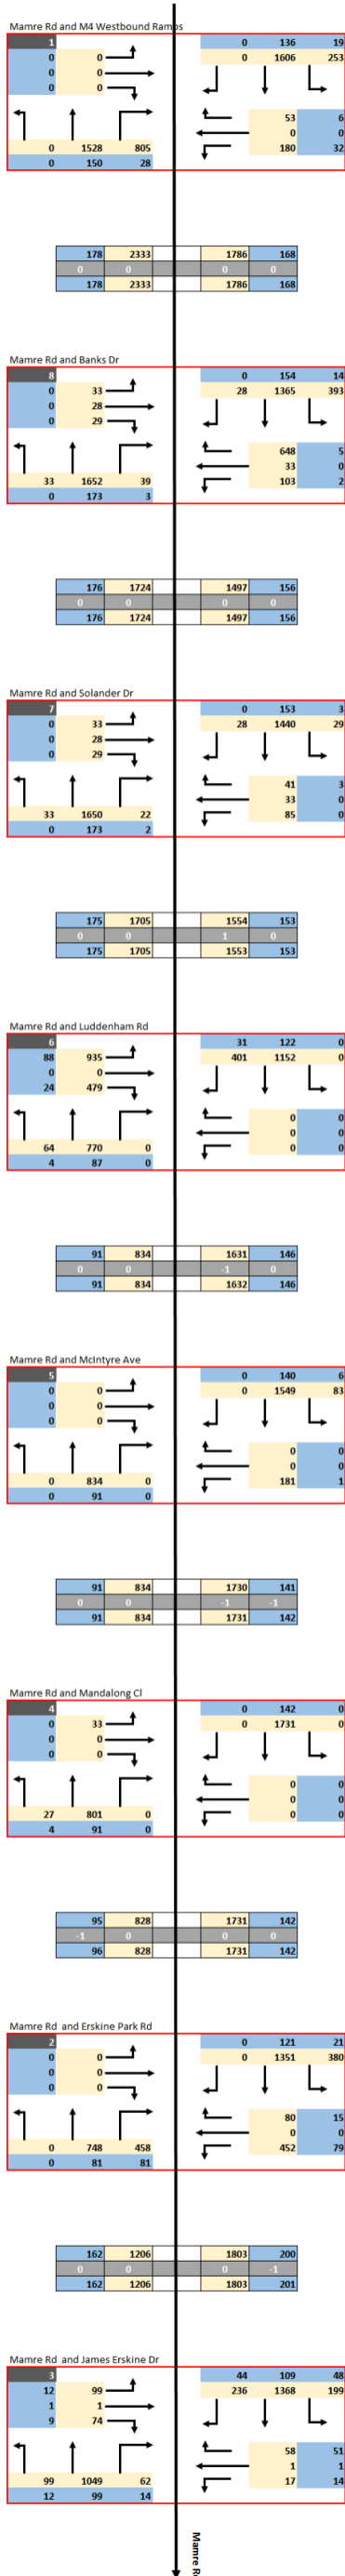 Mamre Rd and M4 Westbound Ramps
1 0 136 19
0 0 0 1606 253
0 0
0 0
53 6
0 0
0 1528 805 180 32
0 150 28
178 2333 1786 168
0 0 0 0
178 2333 1786 168
Mamre Rd and Banks Dr
8 0 154 14
0 33 28 1365 393
0 28
0 29
648 5
33 0
33 1652 39 103 2
0 173 3
176 1724 1497 156
0 0 0 0
176 1724 1497 156
Mamre Rd and Solander Dr
7 0 153 3
0 33 28 1440 29
0 28
0 29
41 3
33 0
33 1650 22 85 0
0 173 2
175 1705 1554 153
0 0 1 0
175 1705 1553 153
Mamre Rd and Luddenham Rd
6 31 122 0
88 935 401 1152 0
0 0
24 479
0 0
0 0
64 770 0 0 0
4 87 0
91 834 1631 146
0 0 -1 0
91 834 1632 146
Mamre Rd and McIntyre Ave
5 0 140 6
0 0 0 1549 83
0 0
0 0
0 0
0 0
0 834 0 181 1
0 91 0
91 834 1730 141
0 0 -1 -1
91 834 1731 142
Mamre Rd and Mandalong Cl
4 0 142 0
0 33 0 1731 0
0 0
0 0
0 0
0 0
27 801 0 0 0
4 91 0
95 828 1731 142
-1 0 0 0
96 828 1731 142
Mamre Rd and Erskine Park Rd
2 0 121 21
0 0 0 1351 380
0 0
0 0
80 15
0 0
0 748 458 452 79
0 81 81
162 1206 1803 200
0 0 0 -1
162 1206 1803 201
Mamre Rd and James Erskine Dr
3 44 109 48
12 99 236 1368 199
1 1
9 74
58 51
1 1
99 1049 62 17 14
12 99 14
Mamre R